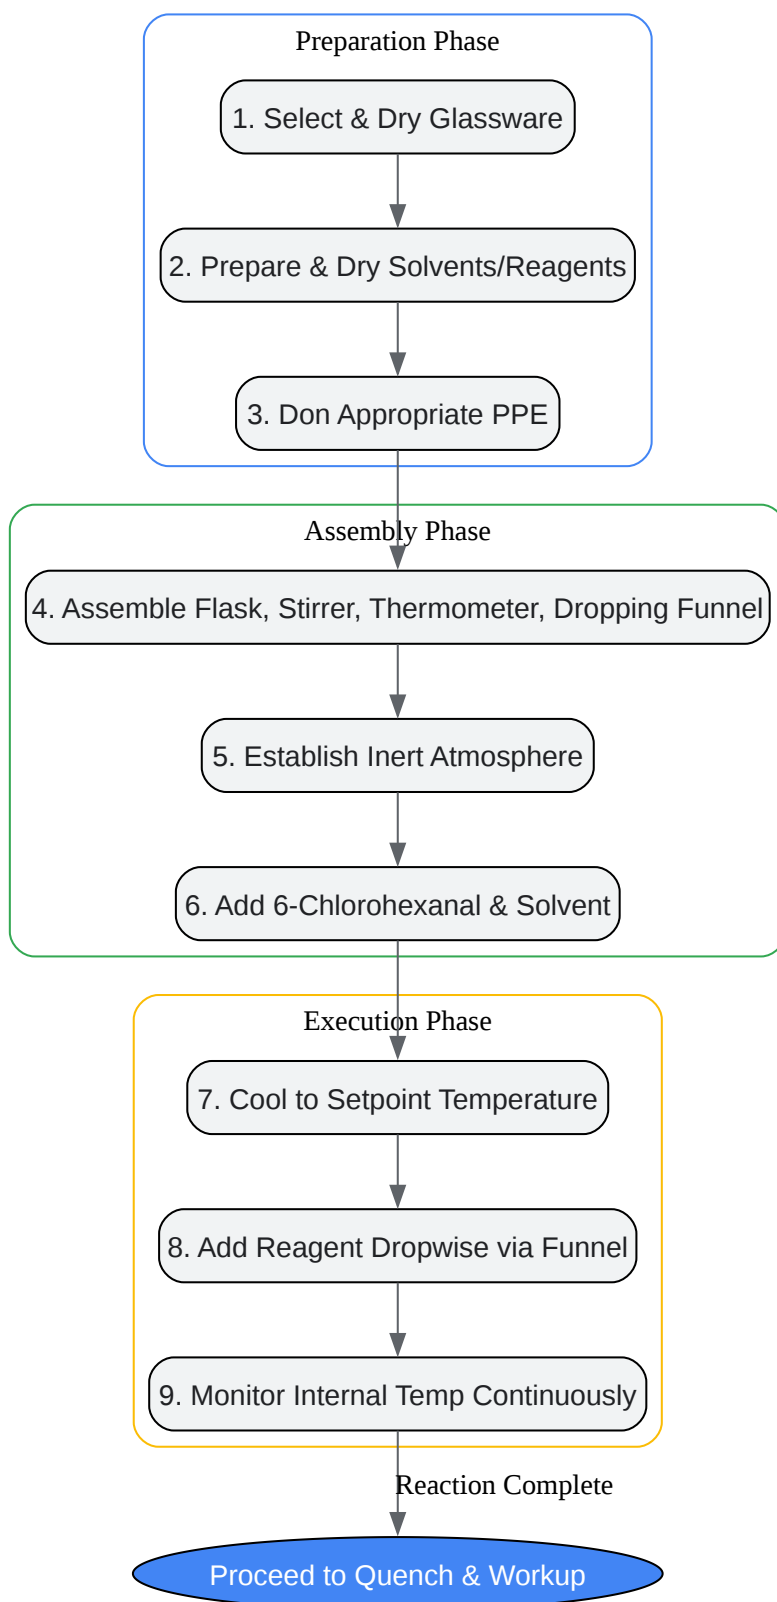 Preparation Phase
1. Select & Dry Glassware
2. Prepare & Dry Solvents/Reagents
3. Don Appropriate PPE
Assembly Phase
4. Assemble Flask, Stirrer, Thermometer, Dropping Funnel
5. Establish Inert Atmosphere
6. Add 6-Chlorohexanal & Solvent
Execution Phase
7. Cool to Setpoint Temperature
8. Add Reagent Dropwise via Funnel
9. Monitor Internal Temp Continuously
Reaction Complete
Proceed to Quench & Workup